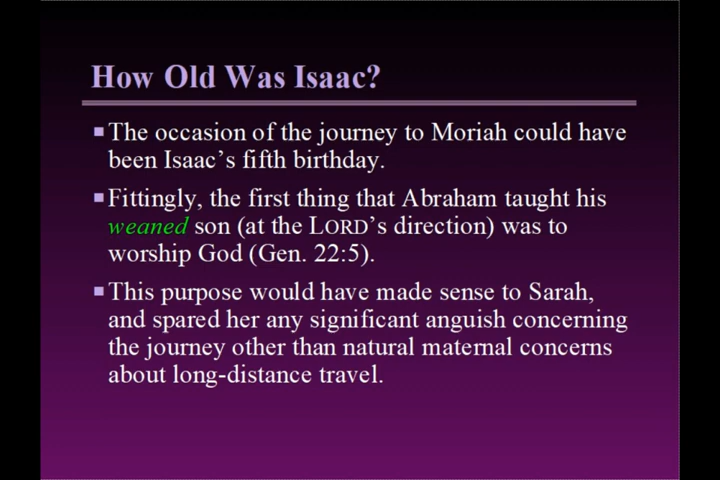 How Old Was Isaac?
The occasion of the journey to Moriah could have
been Isaac's fifth birthday.
Fittingly, the first thing that Abraham taught his
weaned son (at the LORD's direction) was to
worship God (Gen. 22:5).
This purpose would have made sense to Sarah,
and spared her any significant anguish concerning
the journey other than natural maternal concerns
about long-distance travel.